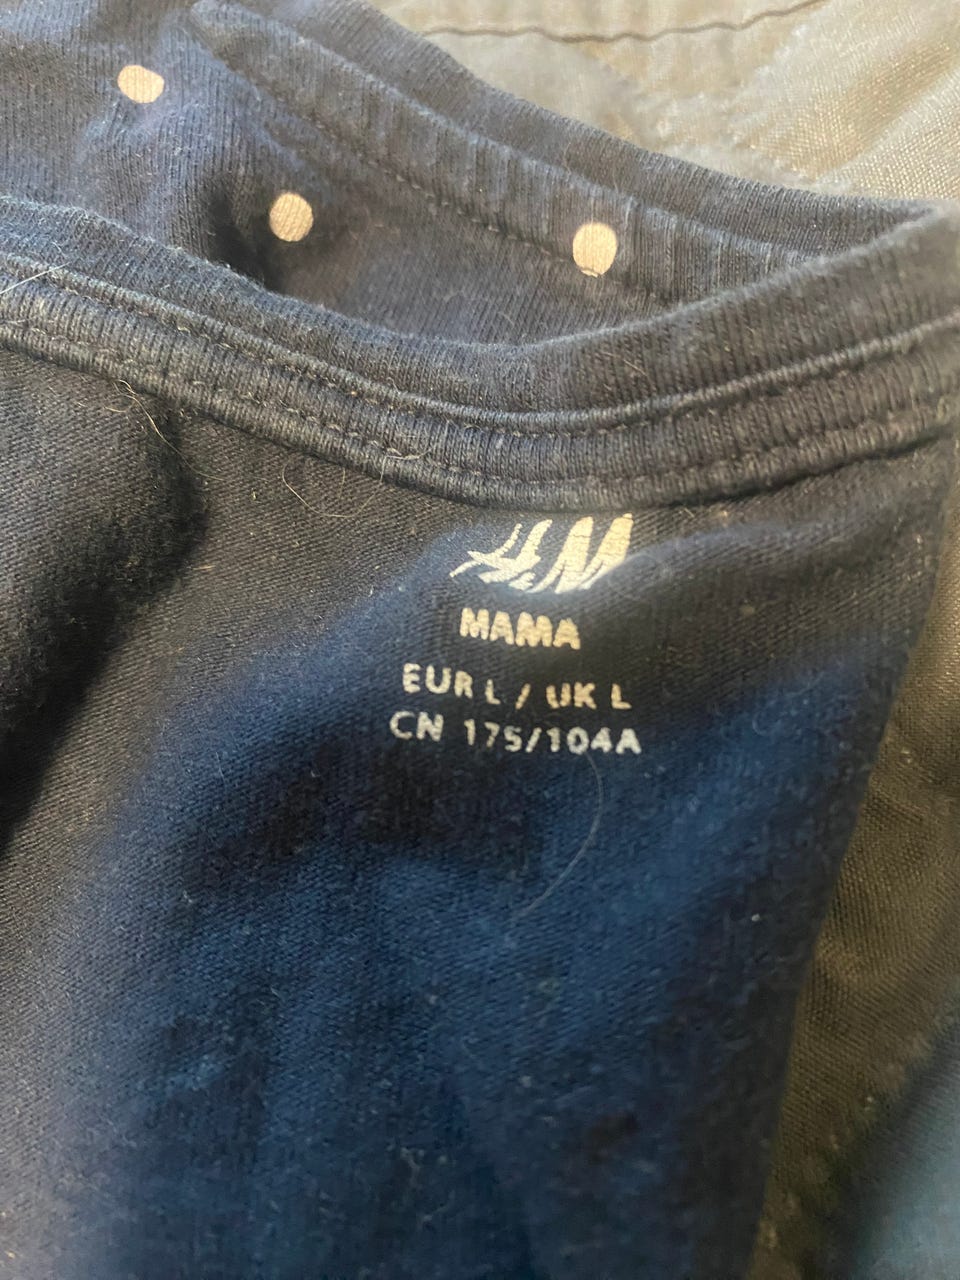 H&M
MAMA
EUR L / UK L
CN 175/104A